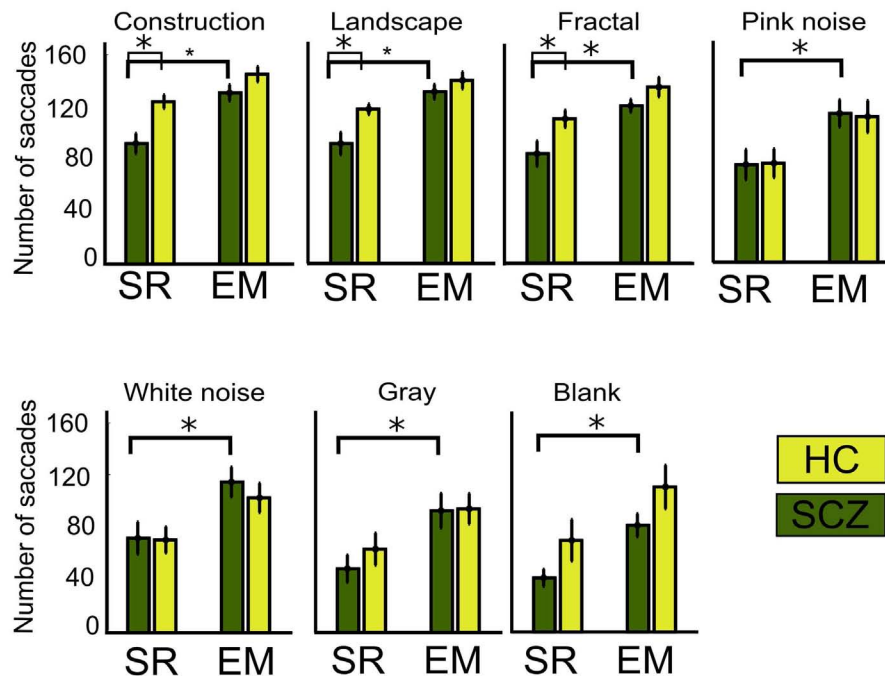 Construction
Landscape
Fractal
Pink noise
Number of saccades
160
120
80
40
0
* *
* *
* *
*
SR EM
SR EM
SR EM
SR EM
White noise
Gray
Blank
Number of saccades
160
120
80
40
0
*
*
*
SR EM
SR EM
SR EM
HC
SCZ